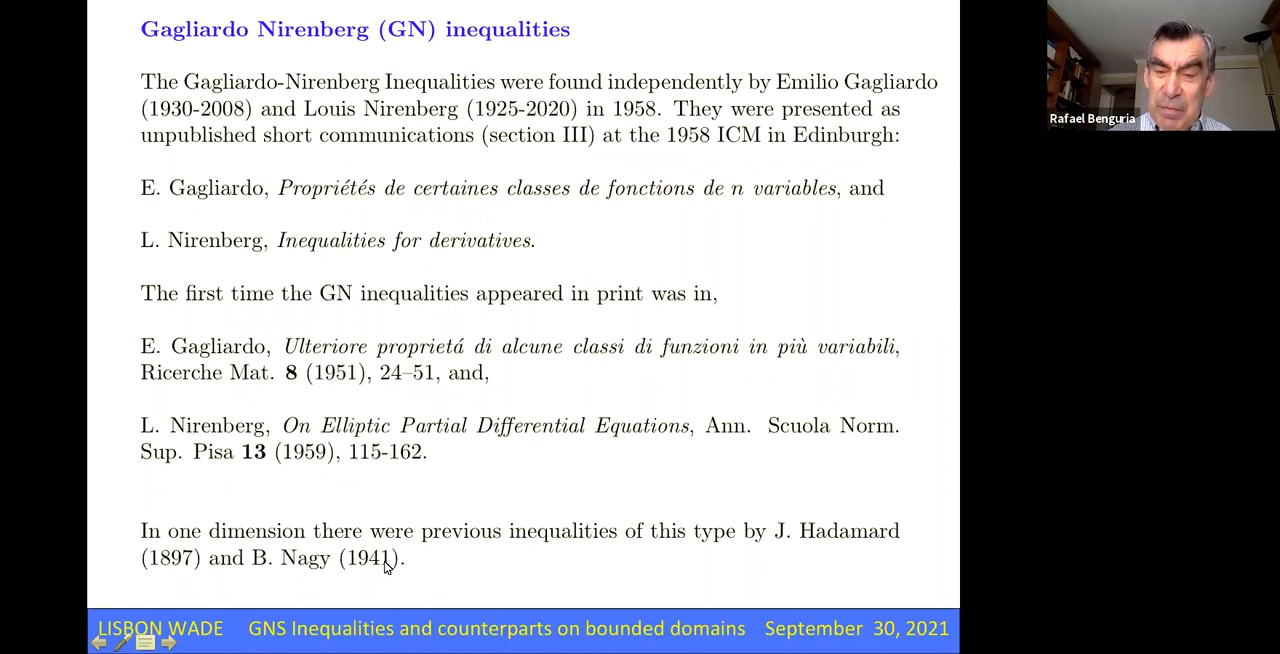 Gagliardo Nirenberg (GN) inequalities
The Gagliardo-Nirenberg Inequalities were found independently by Emilio Gagliardo
(1930-2008) and Louis Nirenberg (1925-2020) in 1958. They were presented as
unpublished short communications (section III) at the 1958 ICM in Edinburgh:
E. Gagliardo, Propriétés de certaines classes de fonctions de n variables, and
L. Nirenberg, Inequalities for derivatives.
The first time the GN inequalities appeared in print was in,
E. Gagliardo, Ulteriore proprietá di alcune classi di funzioni in più variabili,
Ricerche Mat. 8 (1951), 24–51, and,
L. Nirenberg, On Elliptic Partial Differential Equations, Ann. Scuola Norm.
Sup. Pisa 13 (1959), 115-162.
In one dimension there were previous inequalities of this type by J. Hadamard
(1897) and B. Nagy (1941).
LISBON WADE GNS Inequalities and counterparts on bounded domains September 30, 2021
Rafael Benguria